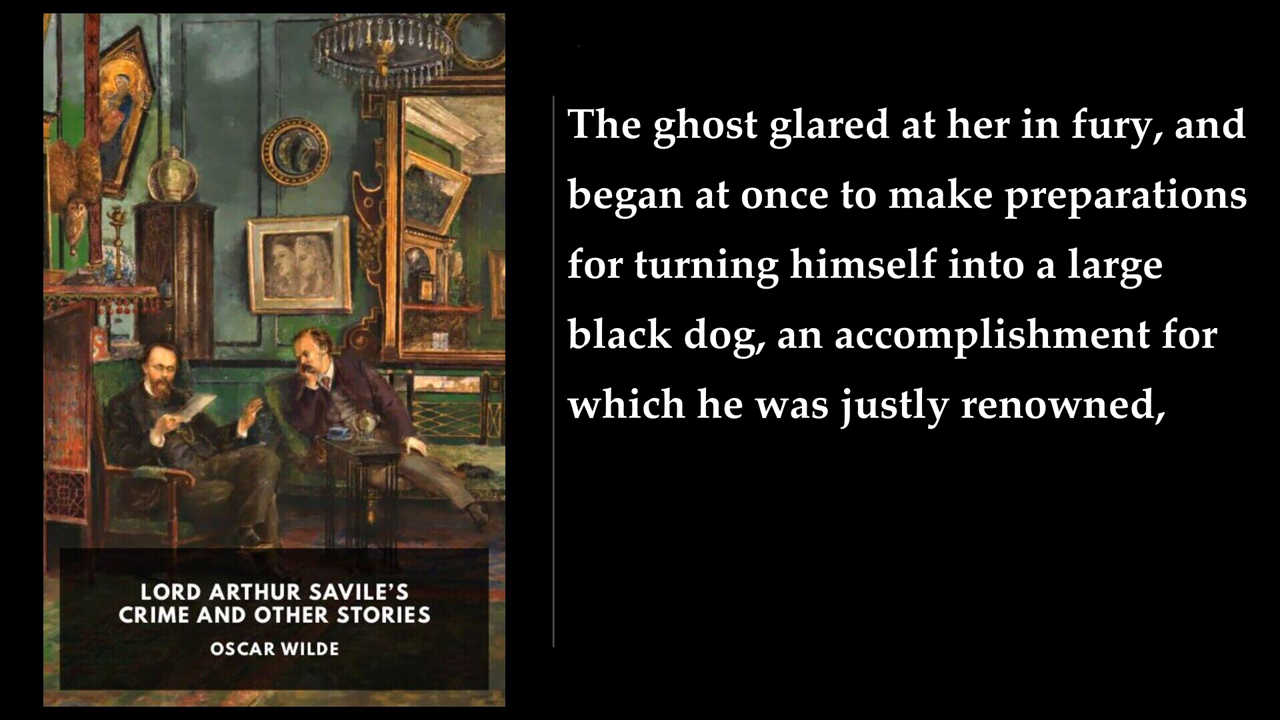 The ghost glared at her in fury, and
began at once to make preparations
for turning himself into a large
black dog, an accomplishment for
which he was justly renowned,
LORD ARTHUR SAVILE’S
CRIME AND OTHER STORIES
OSCAR WILDE